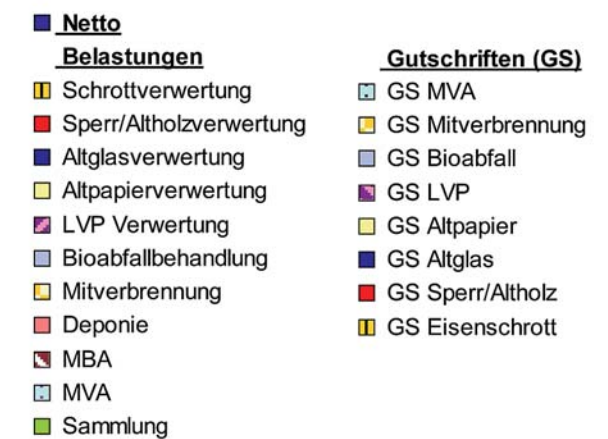 Netto
Belastungen
Schrottverwertung
Sperr/Altholzverwertung
Altglasverwertung
Altpapierverwertung
LVP Verwertung
Bioabfallbehandlung
Mitverbrennung
Deponie
MBA
MVA
Sammlung
Gutschriften (GS)
GS MVA
GS Mitverbrennung
GS Bioabfall
GS LVP
GS Altpapier
GS Altglas
GS Sperr/Altholz
GS Eisenschrott